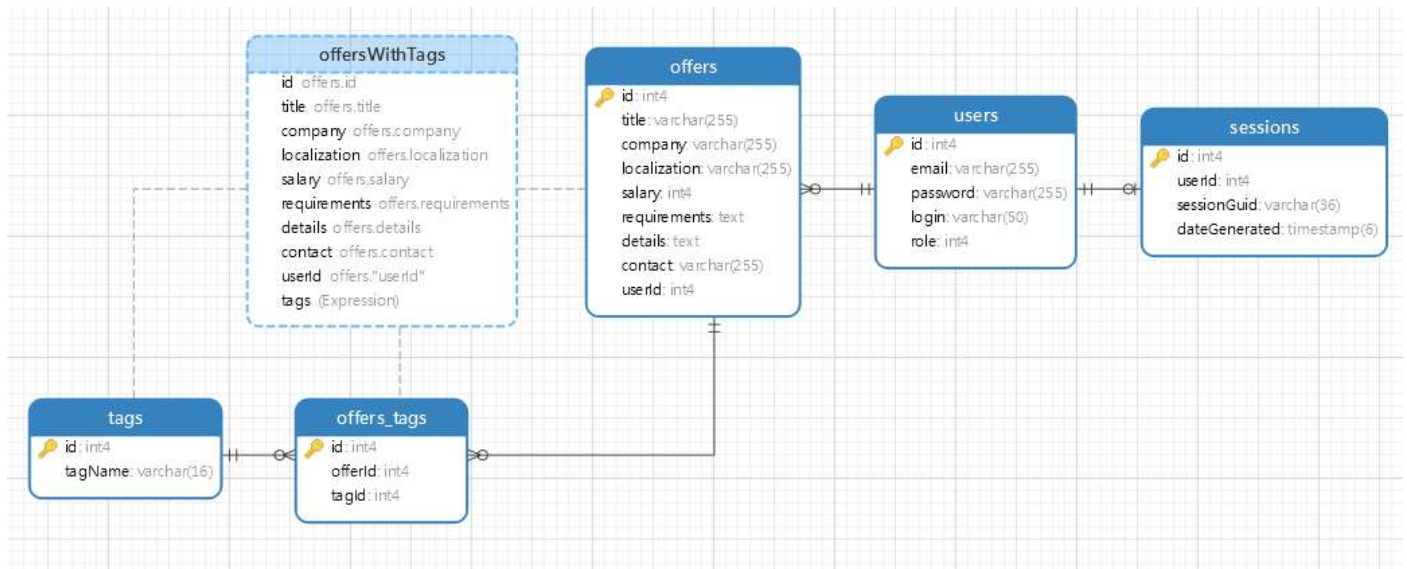 offersWithTags
id offers.id
title offers.title
company offers.company
localization offers.localization
salary offers.salary
requirements offers.requirements
details offers.details
contact offers.contact
userId offers."userId"
tags (Expression)
offers
id: int4
title: varchar(255)
company: varchar(255)
localization: varchar(255)
salary: int4
requirements: text
details: text
contact: varchar(255)
userId: int4
users
id: int4
email: varchar(255)
password: varchar(255)
login: varchar(50)
role: int4
sessions
id: int4
userId: int4
sessionGuid: varchar(36)
dateGenerated: timestamp(6)
tags
id: int4
tagName: varchar(16)
offers_tags
id: int4
offerId: int4
tagId: int4